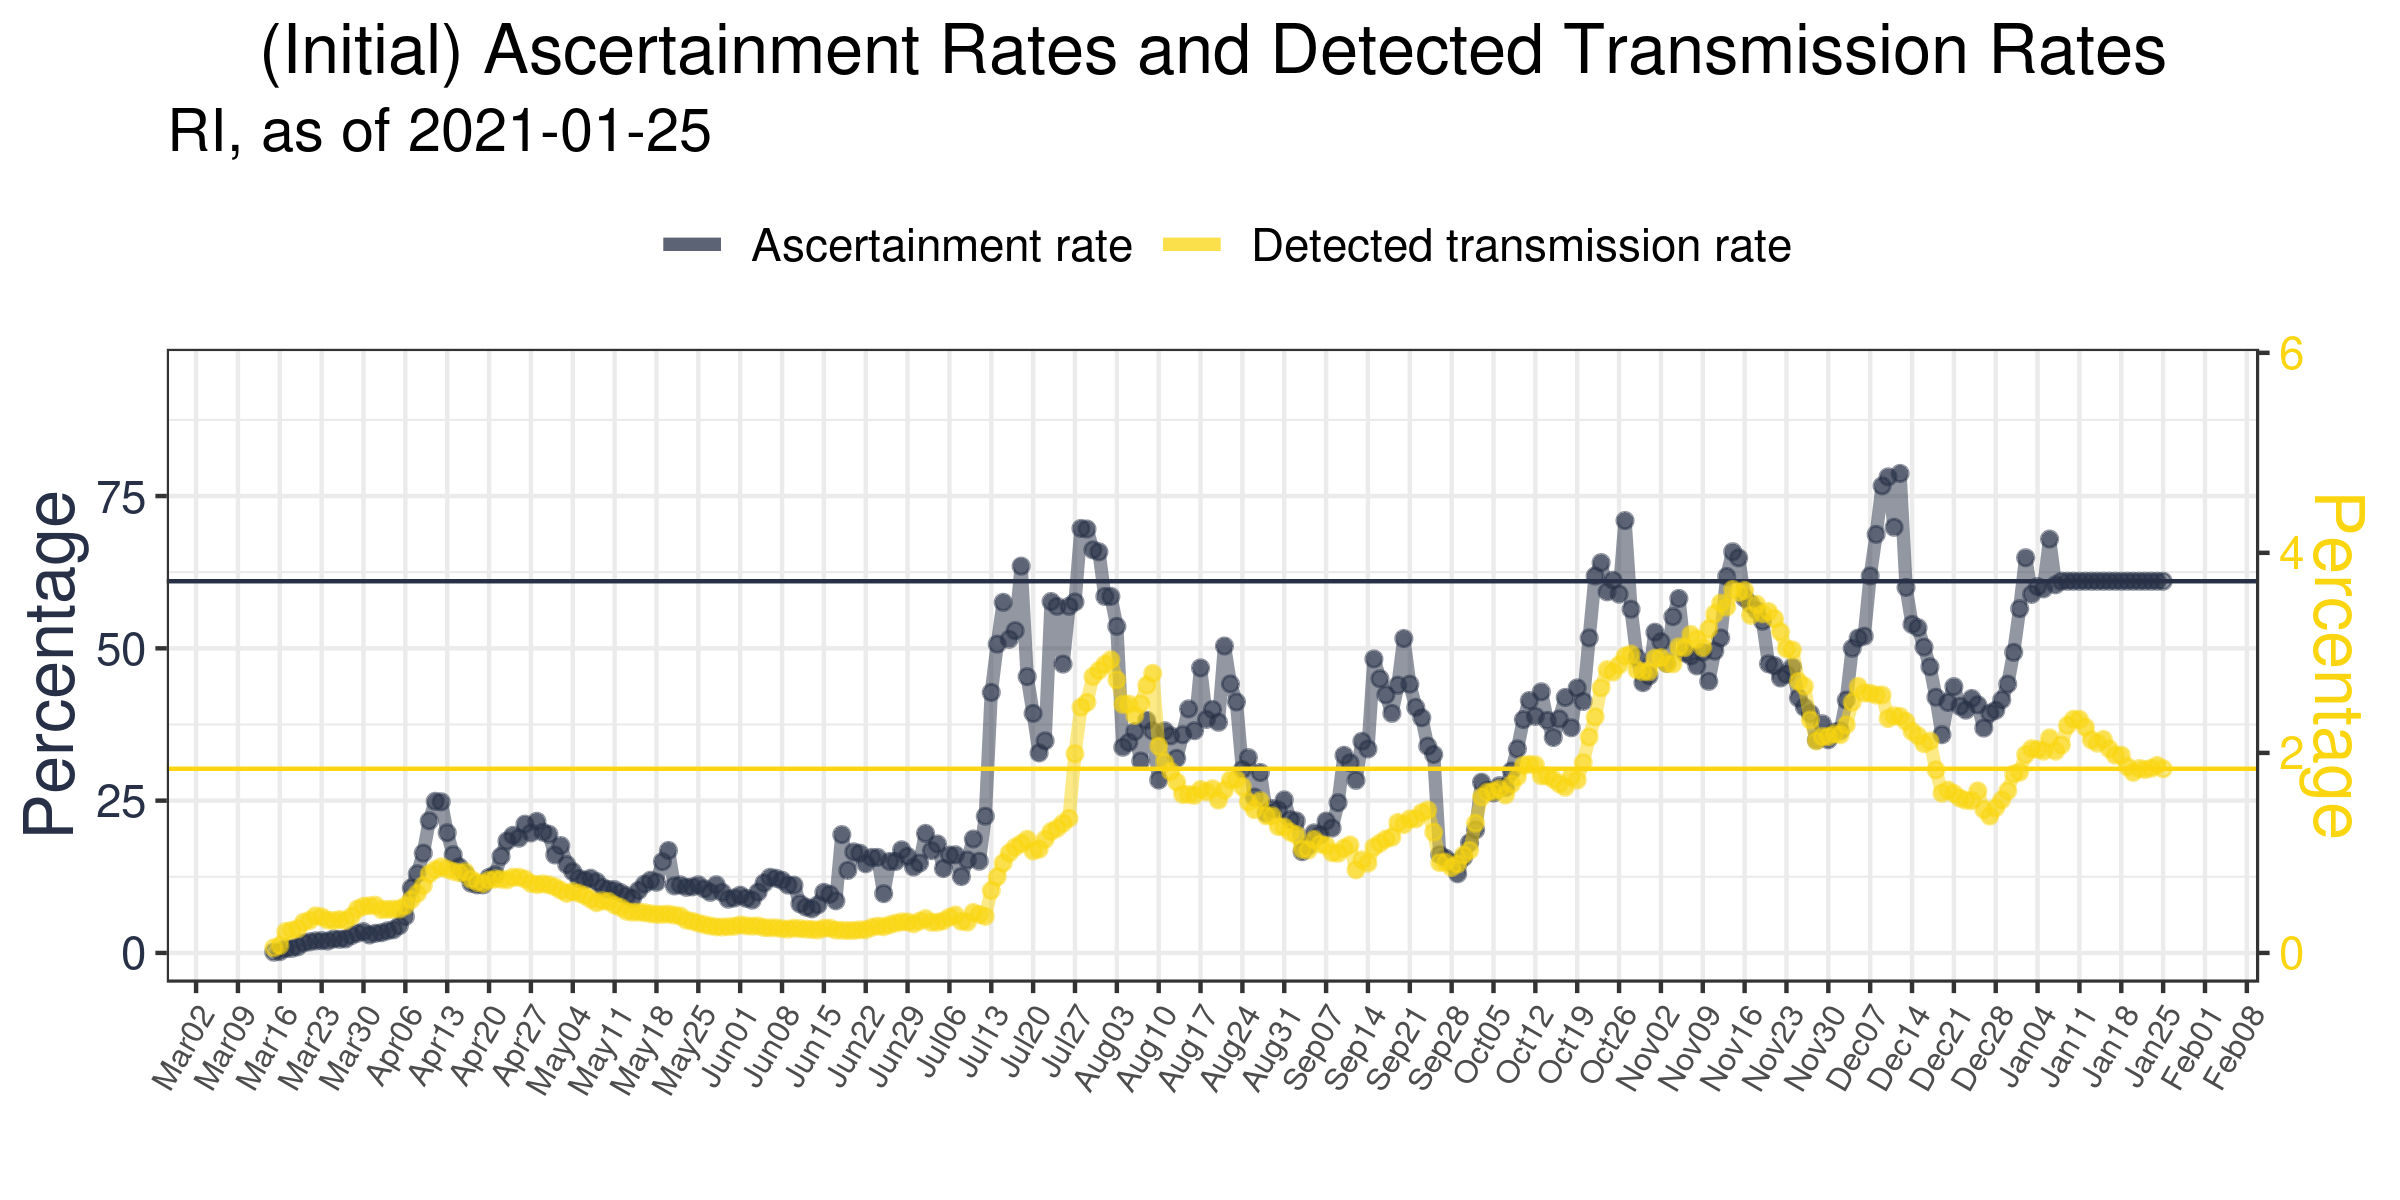 (Initial) Ascertainment Rates and Detected Transmission Rates
RI, as of 2021-01-25
Ascertainment rate
Detected transmission rate
Percentage
75
50
25
0
6
4
2
0
Percentage
Mar02
Mar09
Mar16
Mar23
Mar30
Apr06
Apr13
Apr20
Apr27
May04
May11
May18
May25
Jun01
Jun08
Jun15
Jun22
Jun29
Jul06
Jul13
Jul20
Jul27
Aug03
Aug10
Aug17
Aug24
Aug31
Sep07
Sep14
Sep21
Sep28
Oct05
Oct12
Oct19
Oct26
Nov02
Nov09
Nov16
Nov23
Nov30
Dec07
Dec14
Dec21
Dec28
Jan04
Jan11
Jan18
Jan25
Feb01
Feb08